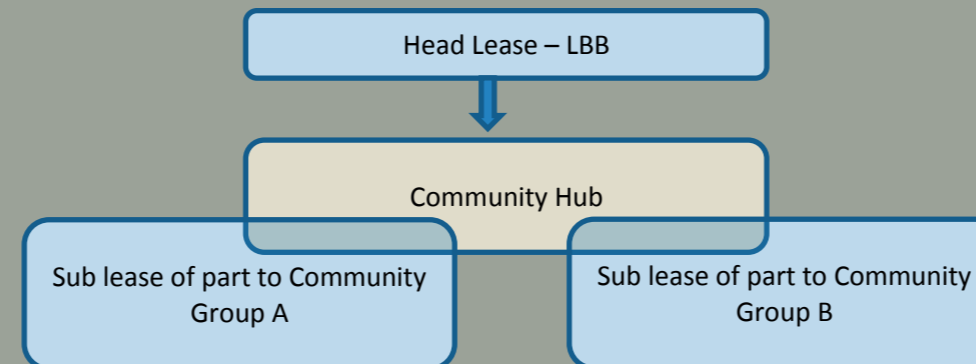 Head Lease – LBB
Community Hub
Sub lease of part to Community
Group A
Sub lease of part to Community
Group B